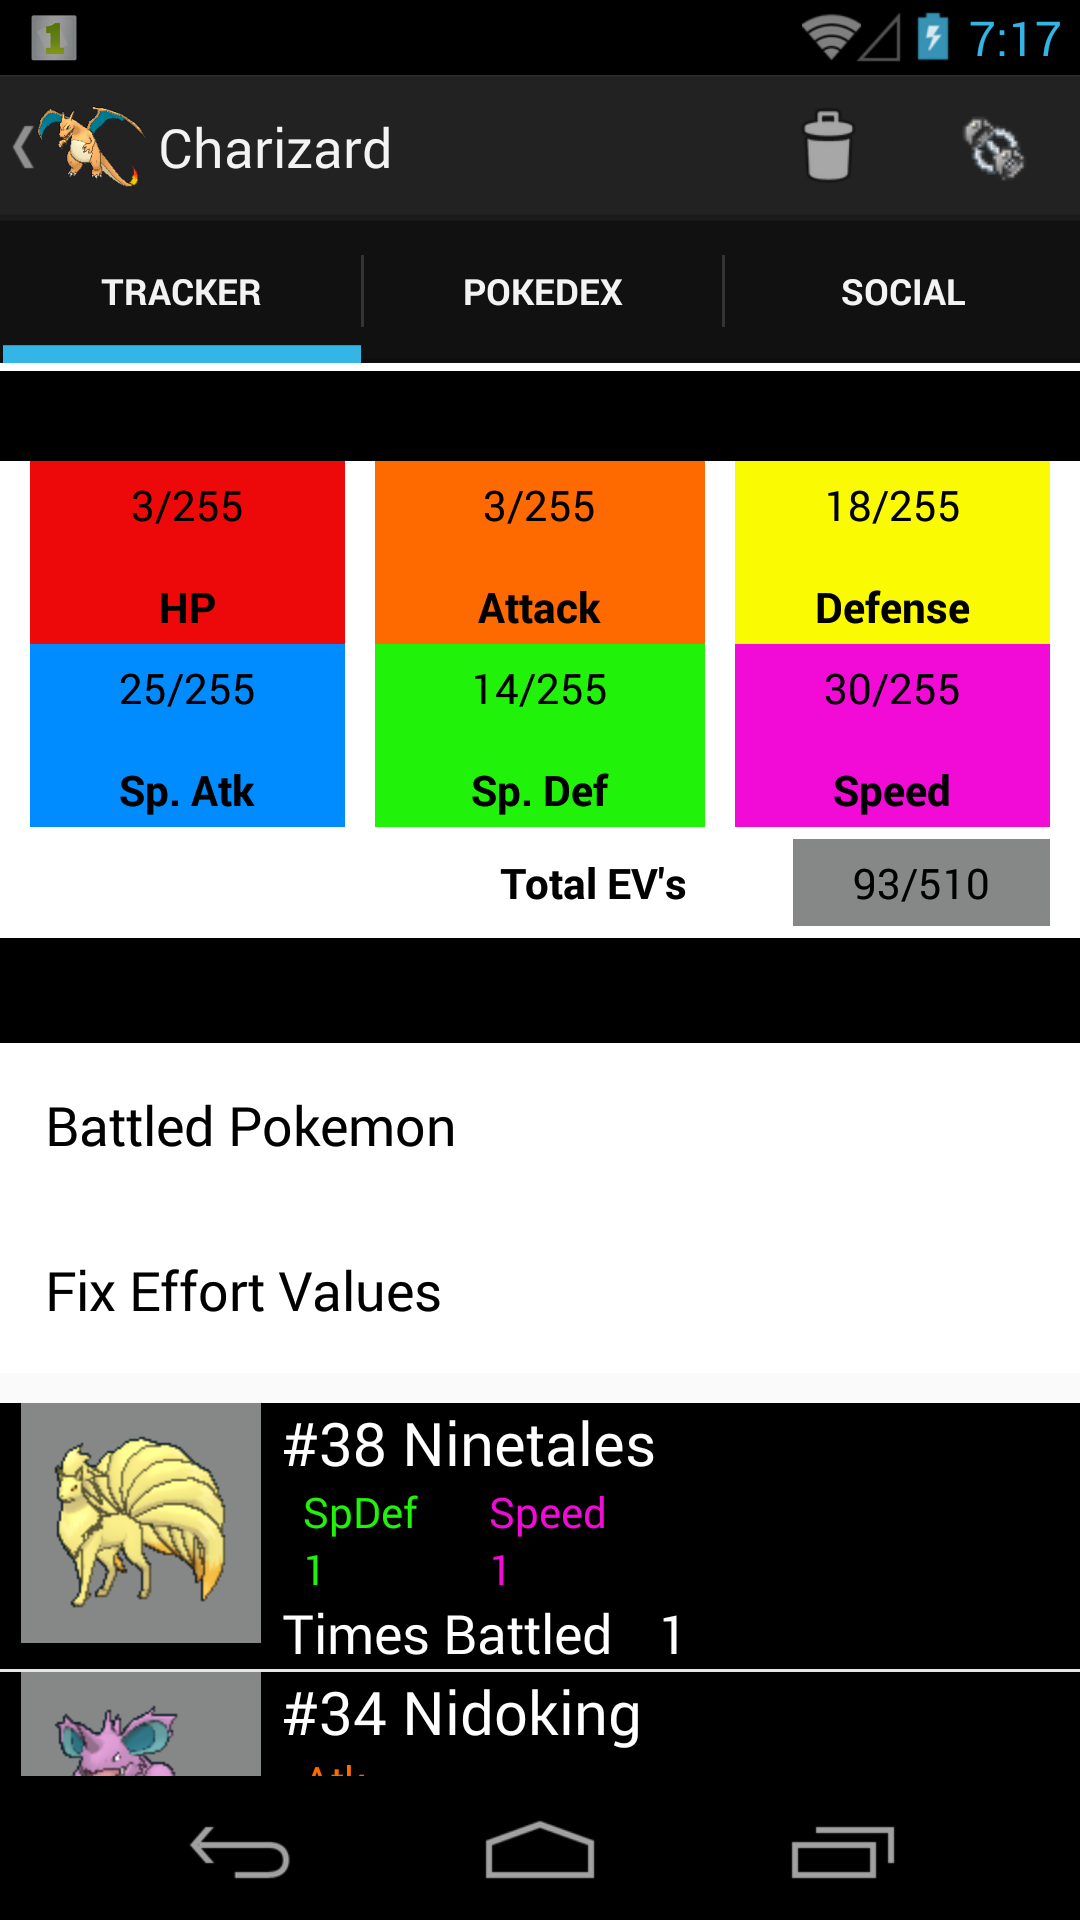 1
7:17
Charizard
TRACKER POKEDEX SOCIAL
3/255 3/255 18/255
HP Attack Defense
25/255 14/255 30/255
Sp. Atk Sp. Def Speed
Total EV's 93/510
Battled Pokemon
Fix Effort Values
#38 Ninetales
SpDef Speed
1 1
Times Battled 1
#34 Nidoking
Atk